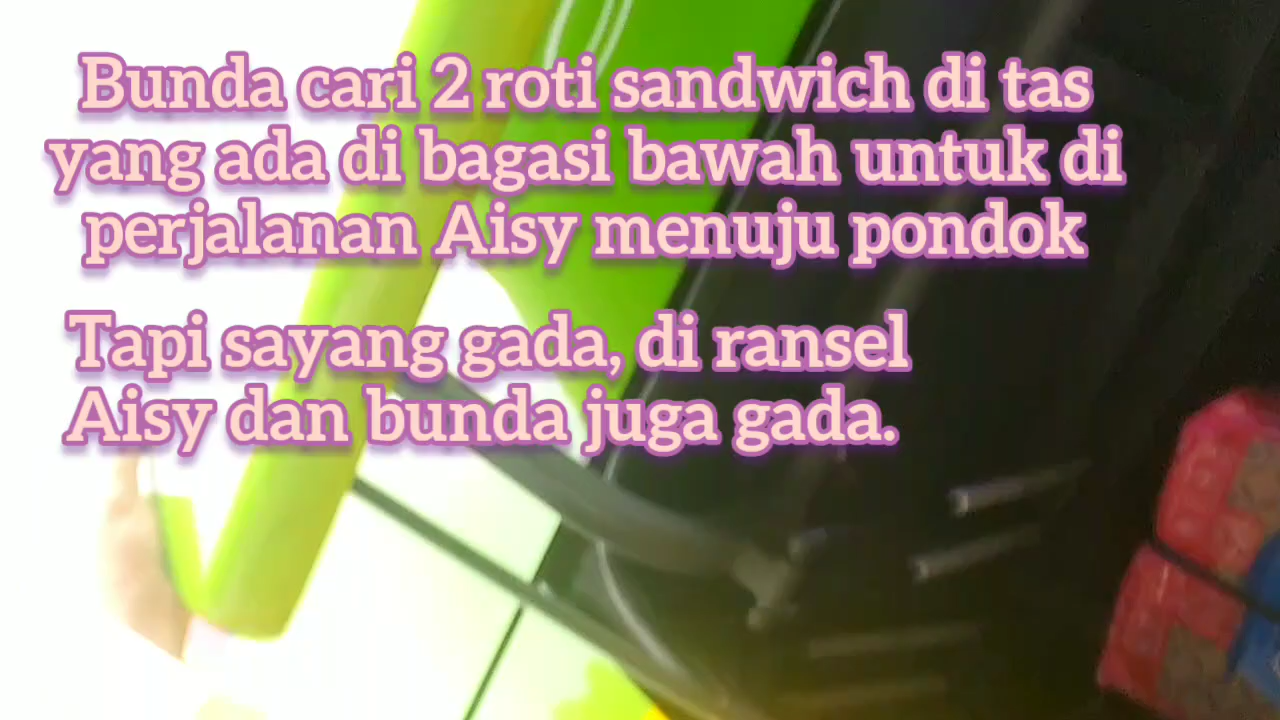 Bunda cari 2 roti sandwich di tas
yang ada di bagasi bawah untuk di
perjalanan Aisy menuju pondok
Tapi sayang gada, di ransel
Aisy dan bunda juga gada.